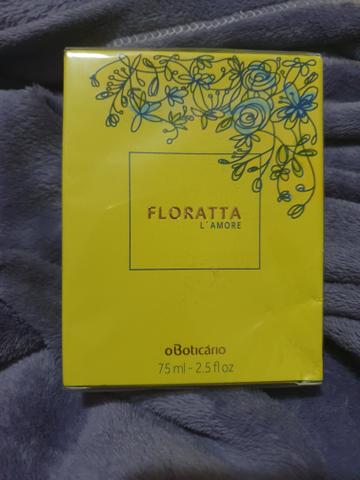 FLORATTA
L'AMORE
oBoticário
75 ml - 2.5 fl oz